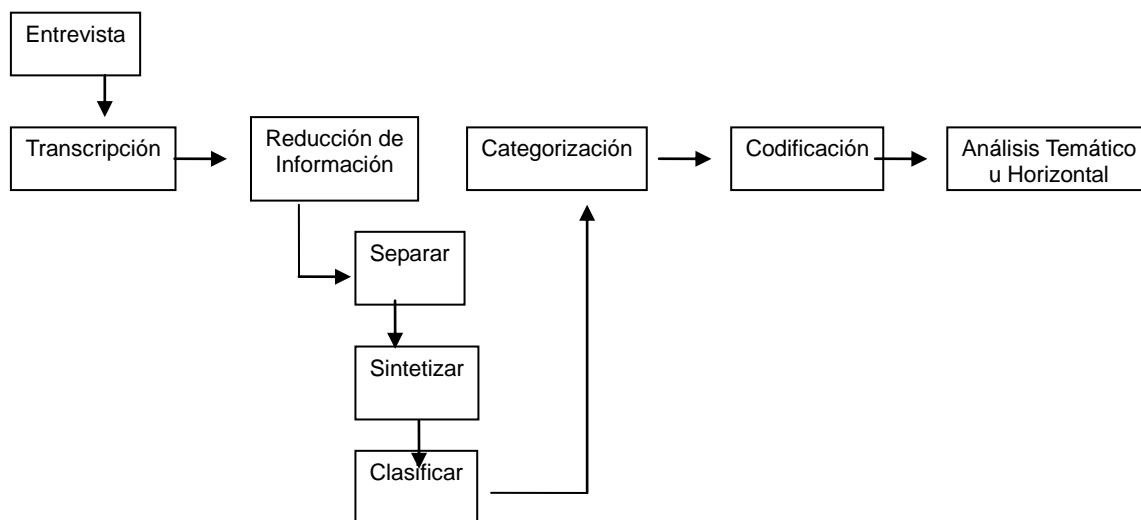 Entrevista
Transcripción
Reducción de
Información
Separar
Sintetizar
Clasificar
Categorización
Codificación
Análisis Temático
u Horizontal